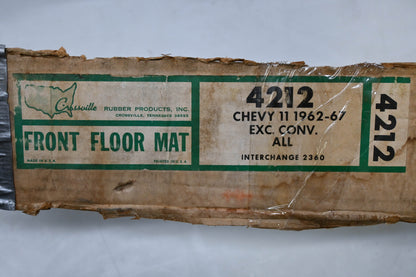 Crossville
RUBBER PRODUCTS, INC.
CROSSVILLE, TENNESSEE 38555
FRONT FLOOR MAT
MADE IN U.S.A.
PRINTED IN U.S.A.
4212
CHEVY 11 1962-67
EXC. CONV.
ALL
INTERCHANGE 2360
4212